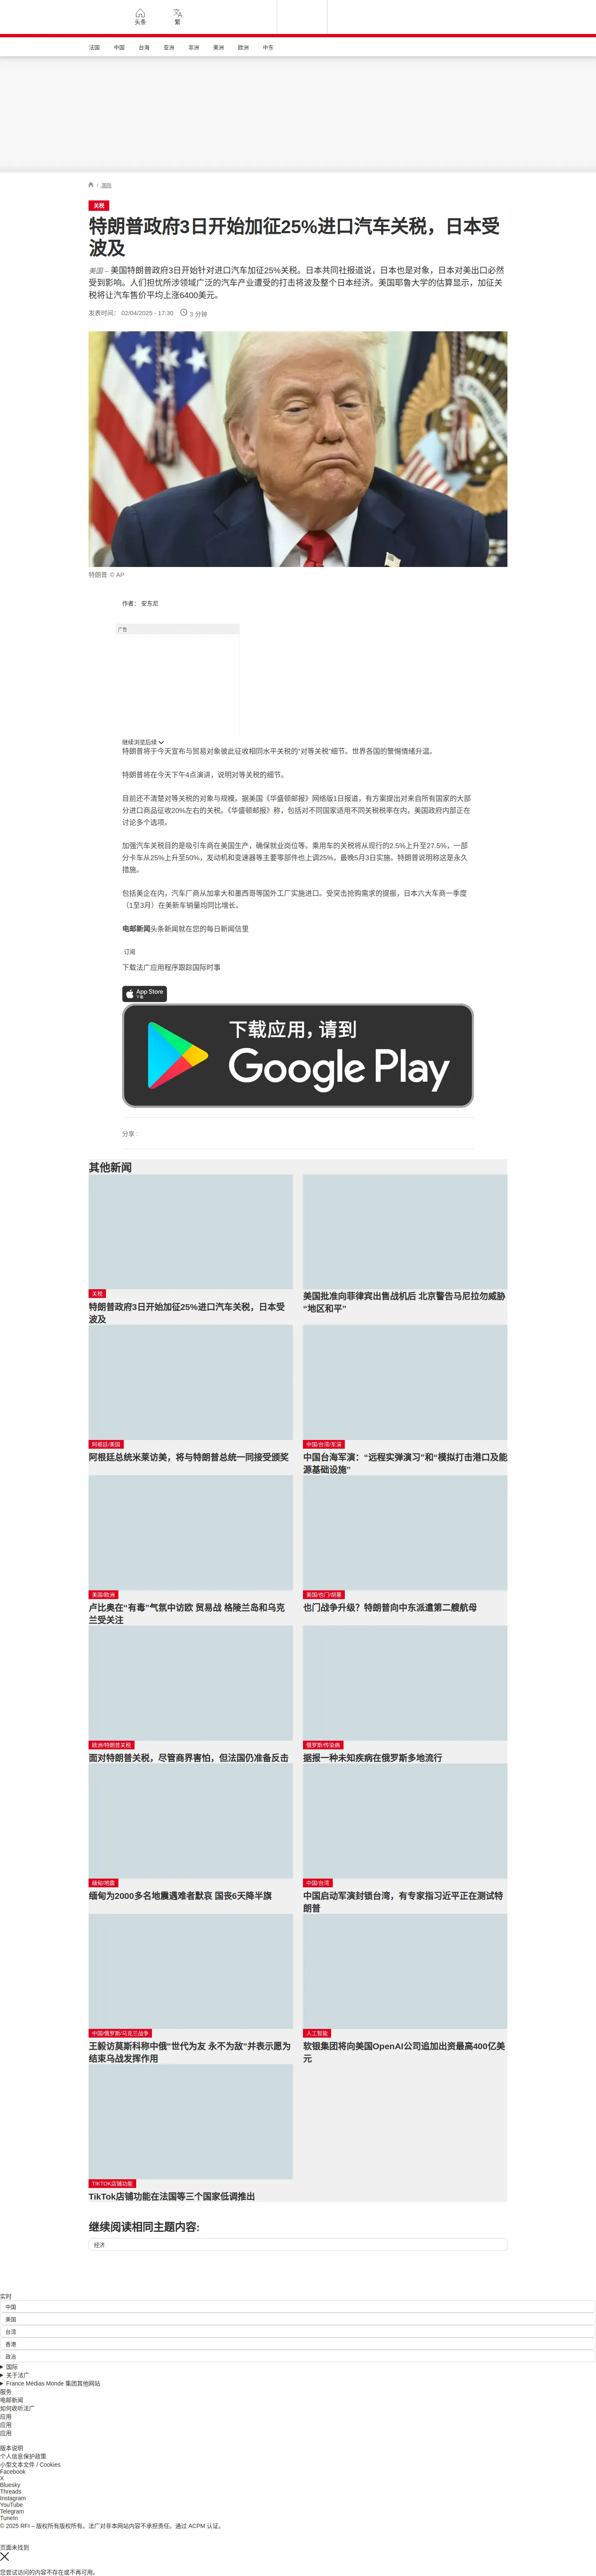 头条
繁
法国
中国
台海
亚洲
非洲
美洲
欧洲
中东
/ 国际
关税
特朗普政府3日开始加征25%进口汽车关税，日本受
波及
美国 – 美国特朗普政府3日开始针对进口汽车加征25%关税。日本共同社报道说，日本也是对象，日本对美出口必然
受到影响。人们担忧所涉领域广泛的汽车产业遭受的打击将波及整个日本经济。美国耶鲁大学的估算显示，加征关
税将让汽车售价平均上涨6400美元。
发表时间： 02/04/2025 - 17:30 3 分钟
特朗普 © AP
作者： 安东尼
广告
继续浏览后续
特朗普将于今天宣布与贸易对象彼此征收相同水平关税的“对等关税”细节。世界各国的警惕情绪升温。
特朗普将在今天下午4点演讲，说明对等关税的细节。
目前还不清楚对等关税的对象与规模。据美国《华盛顿邮报》网络版1日报道，有方案提出对来自所有国家的大部
分进口商品征收20%左右的关税。《华盛顿邮报》称，包括对不同国家适用不同关税税率在内，美国政府内部正在
讨论多个选项。
加强汽车关税目的是吸引车商在美国生产，确保就业岗位等。乘用车的关税将从现行的2.5%上升至27.5%，一部
分卡车从25%上升至50%，发动机和变速器等主要零部件也上调25%，最晚5月3日实施。特朗普说明称这是永久
措施。
包括美企在内，汽车厂商从加拿大和墨西哥等国外工厂实施进口。受突击抢购需求的提振，日本六大车商一季度
（1至3月）在美新车销量均同比增长。
电邮新闻头条新闻就在您的每日新闻信里
订阅
下载法广应用程序跟踪国际时事
App Store
下载
下载应用，请到
Google Play
分享 :
其他新闻
关税
特朗普政府3日开始加征25%进口汽车关税，日本受
波及
美国批准向菲律宾出售战机后 北京警告马尼拉勿威胁
“地区和平”
阿根廷/美国
阿根廷总统米莱访美，将与特朗普总统一同接受颁奖
中国/台湾/军演
中国台海军演：“远程实弹演习”和“模拟打击港口及能
源基础设施”
美国/欧洲
卢比奥在“有毒”气氛中访欧 贸易战 格陵兰岛和乌克
兰受关注
美国/也门/胡塞
也门战争升级？特朗普向中东派遣第二艘航母
欧洲/特朗普关税
面对特朗普关税，尽管商界害怕，但法国仍准备反击
俄罗斯/传染病
据报一种未知疾病在俄罗斯多地流行
缅甸/地震
缅甸为2000多名地震遇难者默哀 国丧6天降半旗
中国/台湾
中国启动军演封锁台湾，有专家指习近平正在测试特
朗普
中国/俄罗斯/乌克兰战争
王毅访莫斯科称中俄"世代为友 永不为敌"并表示愿为
结束乌战发挥作用
人工智能
软银集团将向美国OpenAI公司追加出资最高400亿美
元
TIKTOK店铺功能
TikTok店铺功能在法国等三个国家低调推出
继续阅读相同主题内容:
经济
实时
中国
美国
台湾
香港
政治
国际
关于法广
France Médias Monde 集团其他网站
服务
电邮新闻
如何收听法广
应用
应用
应用
版本说明
个人信息保护政策
小型文本文件 / Cookies
Facebook
X
Bluesky
Threads
Instagram
YouTube
Telegram
TuneIn
© 2025 RFI – 版权所有版权所有。法广对非本网站内容不承担责任。通过 ACPM 认证。
页面未找到
您尝试访问的内容不存在或不再可用。